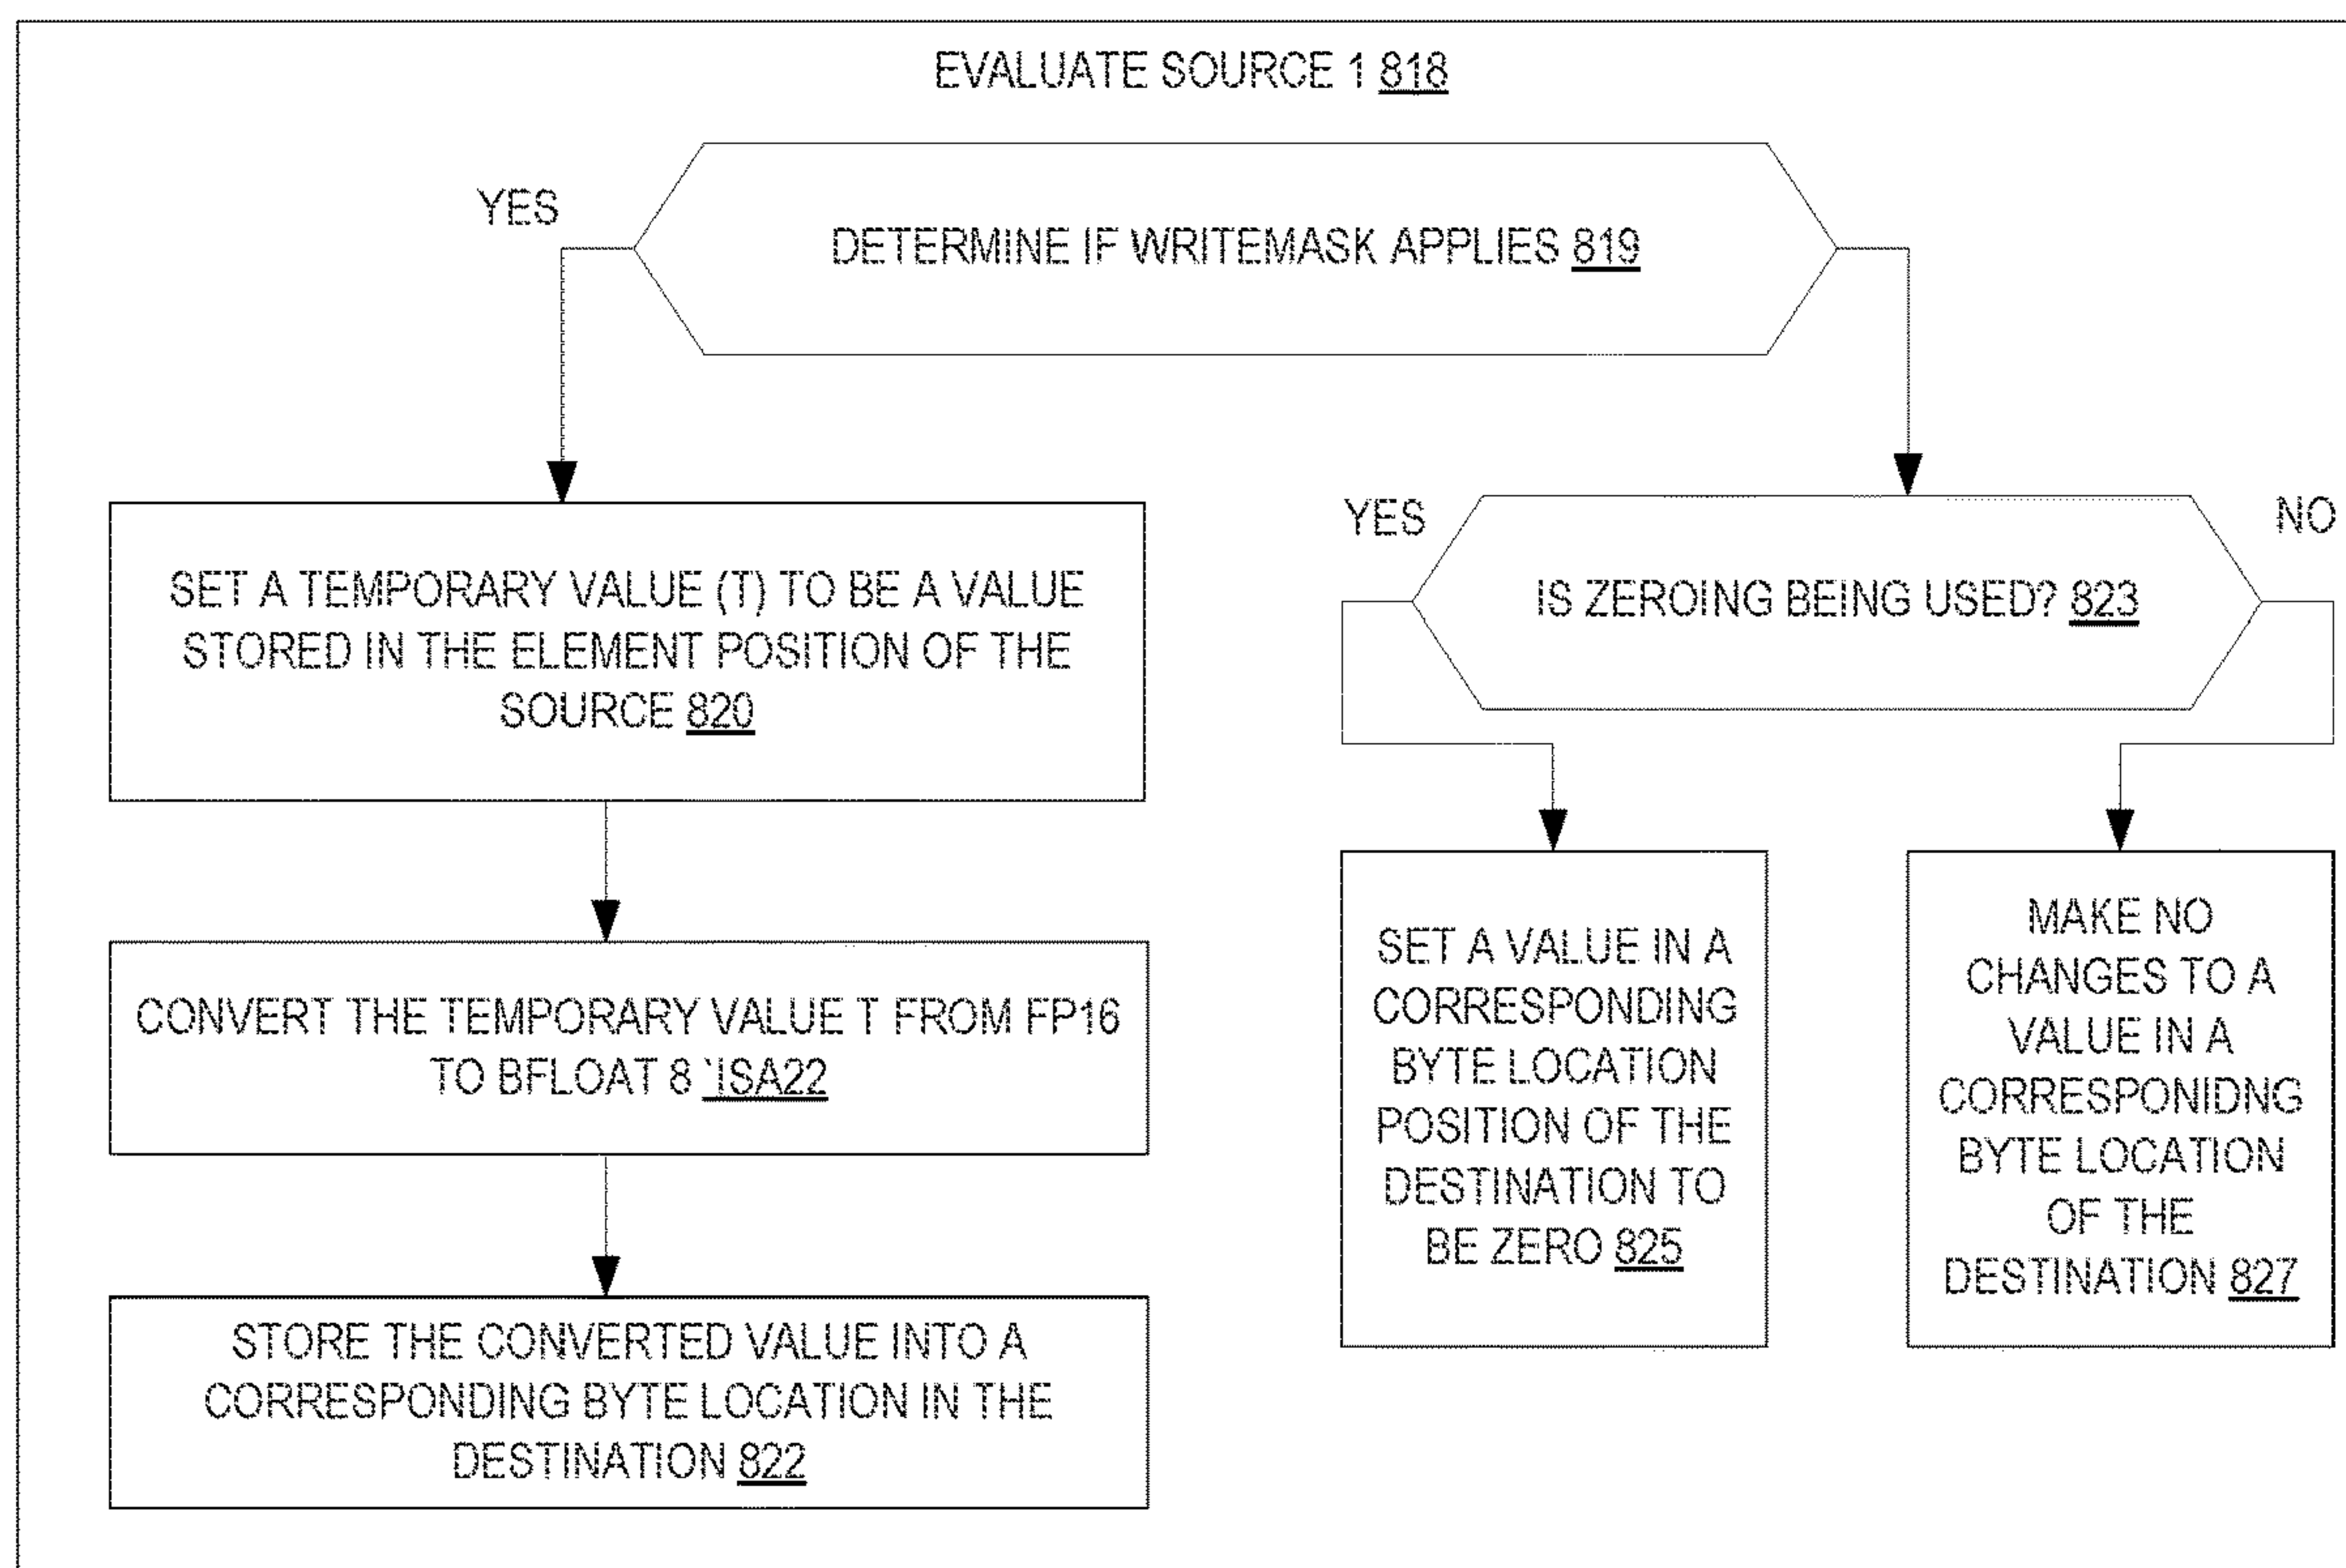 EVALUATE SOURCE 1 818
YES
DETERMINE IF WRITEMASK APPLIES 819
SET A TEMPORARY VALUE (T) TO BE A VALUE
STORED IN THE ELEMENT POSITION OF THE
SOURCE 820
YES
NO
IS ZEROING BEING USED? 823
CONVERT THE TEMPORARY VALUE T FROM FP16
TO BFLOAT 8 `ISA22
STORE THE CONVERTED VALUE INTO A
CORRESPONDING BYTE LOCATION IN THE
DESTINATION 822
SET A VALUE IN A
CORRESPONDING
BYTE LOCATION
POSITION OF THE
DESTINATION TO
BE ZERO 825
MAKE NO
CHANGES TO A
VALUE IN A
CORRESPONIDNG
BYTE LOCATION
OF THE
DESTINATION 827